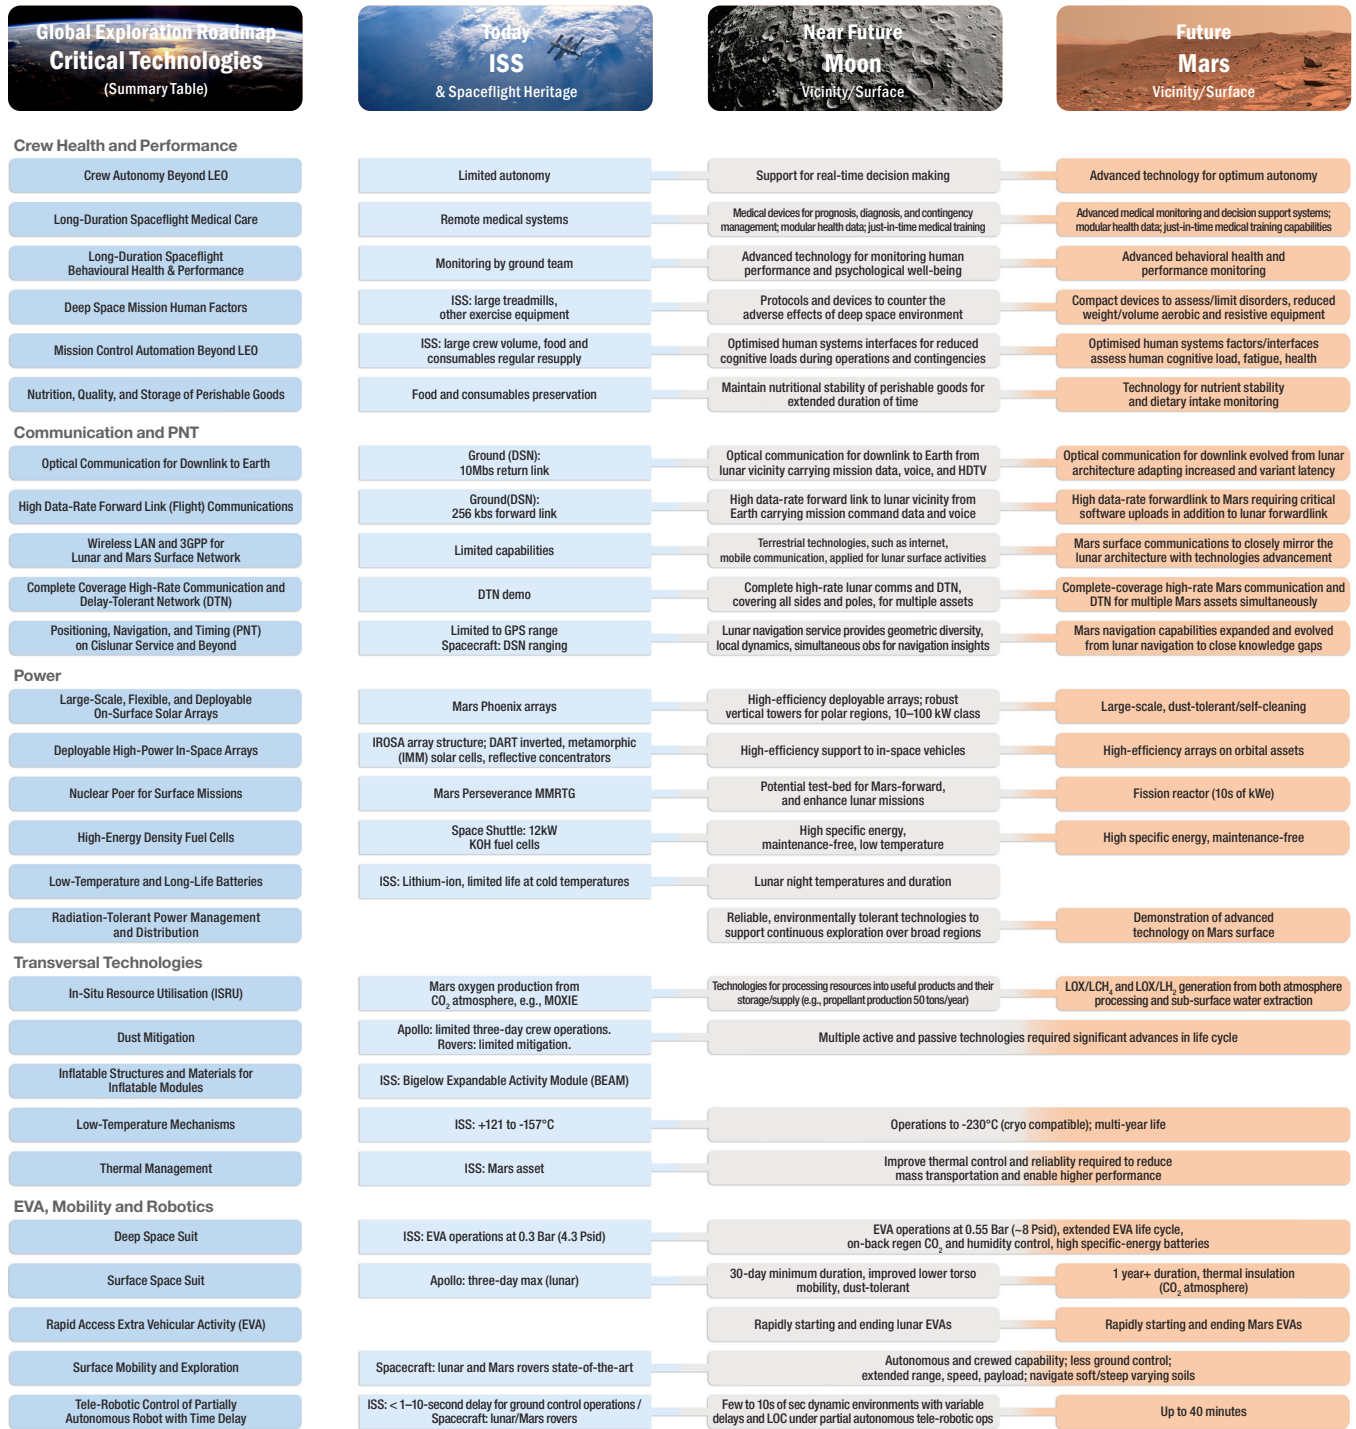 Global Exploration Roadmap
Critical Technologies
(Summary Table)
Today
ISS
& Spaceflight Heritage
Near Future
Moon
Vicinity/Surface
Future
Mars
Vicinity/Surface
Crew Health and Performance
Crew Autonomy Beyond LEO
Limited autonomy
Support for real-time decision making
Advanced technology for optimum autonomy
Long-Duration Spaceflight Medical Care
Remote medical systems
Medical devices for prognosis, diagnosis, and contingency
management; modular health data; just-in-time medical training
Advanced medical monitoring and decision support systems;
modular health data; just-in-time medical training capabilities
Long-Duration Spaceflight
Behavioural Health & Performance
Monitoring by ground team
Advanced technology for monitoring human
performance and psychological well-being
Advanced behavioral health and
performance monitoring
Deep Space Mission Human Factors
ISS: large treadmills,
other exercise equipment
Protocols and devices to counter the
adverse effects of deep space environment
Compact devices to assess/limit disorders, reduced
weight/volume aerobic and resistive equipment
Mission Control Automation Beyond LEO
ISS: large crew volume, food and
consumables regular resupply
Optimised human systems interfaces for reduced
cognitive loads during operations and contingencies
Optimised human systems factors/interfaces
assess human cognitive load, fatigue, health
Nutrition, Quality, and Storage of Perishable Goods
Food and consumables preservation
Maintain nutritional stability of perishable goods for
extended duration of time
Technology for nutrient stability
and dietary intake monitoring
Communication and PNT
Optical Communication for Downlink to Earth
Ground (DSN):
10Mbs return link
Optical communication for downlink to Earth from
lunar vicinity carrying mission data, voice, and HDTV
Optical communication for downlink evolved from lunar
architecture adapting increased and variant latency
High Data-Rate Forward Link (Flight) Communications
Ground(DSN):
256 kbs forward link
High data-rate forward link to lunar vicinity from
Earth carrying mission command data and voice
High data-rate forwardlink to Mars requiring critical
software uploads in addition to lunar forwardlink
Wireless LAN and 3GPP for
Lunar and Mars Surface Network
Limited capabilities
Terrestrial technologies, such as internet,
mobile communication, applied for lunar surface activities
Mars surface communications to closely mirror the
lunar architecture with technologies advancement
Complete Coverage High-Rate Communication and
Delay-Tolerant Network (DTN)
DTN demo
Complete high-rate lunar comms and DTN,
covering all sides and poles, for multiple assets
Complete-coverage high-rate Mars communication and
DTN for multiple Mars assets simultaneously
Positioning, Navigation, and Timing (PNT)
on Cislunar Service and Beyond
Limited to GPS range
Spacecraft: DSN ranging
Lunar navigation service provides geometric diversity,
local dynamics, simultaneous obs for navigation insights
Mars navigation capabilities expanded and evolved
from lunar navigation to close knowledge gaps
Power
Large-Scale, Flexible, and Deployable
On-Surface Solar Arrays
Mars Phoenix arrays
High-efficiency deployable arrays; robust
vertical towers for polar regions, 10–100 kW class
Large-scale, dust-tolerant/self-cleaning
Deployable High-Power In-Space Arrays
IROSA array structure; DART inverted, metamorphic
(IMM) solar cells, reflective concentrators
High-efficiency support to in-space vehicles
High-efficiency arrays on orbital assets
Nuclear Poer for Surface Missions
Mars Perseverance MMRTG
Potential test-bed for Mars-forward,
and enhance lunar missions
Fission reactor (10s of kWe)
High-Energy Density Fuel Cells
Space Shuttle: 12kW
KOH fuel cells
High specific energy,
maintenance-free, low temperature
High specific energy, maintenance-free
Low-Temperature and Long-Life Batteries
ISS: Lithium-ion, limited life at cold temperatures
Lunar night temperatures and duration
Radiation-Tolerant Power Management
and Distribution
Reliable, environmentally tolerant technologies to
support continuous exploration over broad regions
Demonstration of advanced
technology on Mars surface
Transversal Technologies
In-Situ Resource Utilisation (ISRU)
Mars oxygen production from
CO2 atmosphere, e.g., MOXIE
Technologies for processing resources into useful products and their
storage/supply (e.g., propellant production 50 tons/year)
LOX/LCH4 and LOX/LH2 generation from both atmosphere
processing and sub-surface water extraction
Dust Mitigation
Apollo: limited three-day crew operations.
Rovers: limited mitigation.
Multiple active and passive technologies required significant advances in life cycle
Inflatable Structures and Materials for
Inflatable Modules
ISS: Bigelow Expandable Activity Module (BEAM)
Low-Temperature Mechanisms
ISS: +121 to -157°C
Operations to -230°C (cryo compatible); multi-year life
Thermal Management
ISS: Mars asset
Improve thermal control and reliablity required to reduce
mass transportation and enable higher performance
EVA, Mobility and Robotics
Deep Space Suit
ISS: EVA operations at 0.3 Bar (4.3 Psid)
EVA operations at 0.55 Bar (~8 Psid), extended EVA life cycle,
on-back regen CO2 and humidity control, high specific-energy batteries
Surface Space Suit
Apollo: three-day max (lunar)
30-day minimum duration, improved lower torso
mobility, dust-tolerant
1 year+ duration, thermal insulation
(CO2 atmosphere)
Rapid Access Extra Vehicular Activity (EVA)
Rapidly starting and ending lunar EVAs
Rapidly starting and ending Mars EVAs
Surface Mobility and Exploration
Spacecraft: lunar and Mars rovers state-of-the-art
Autonomous and crewed capability; less ground control;
extended range, speed, payload; navigate soft/steep varying soils
Tele-Robotic Control of Partially
Autonomous Robot with Time Delay
ISS: < 1–10-second delay for ground control operations /
Spacecraft: lunar/Mars rovers
Few to 10s of sec dynamic environments with variable
delays and LOC under partial autonomous tele-robotic ops
Up to 40 minutes